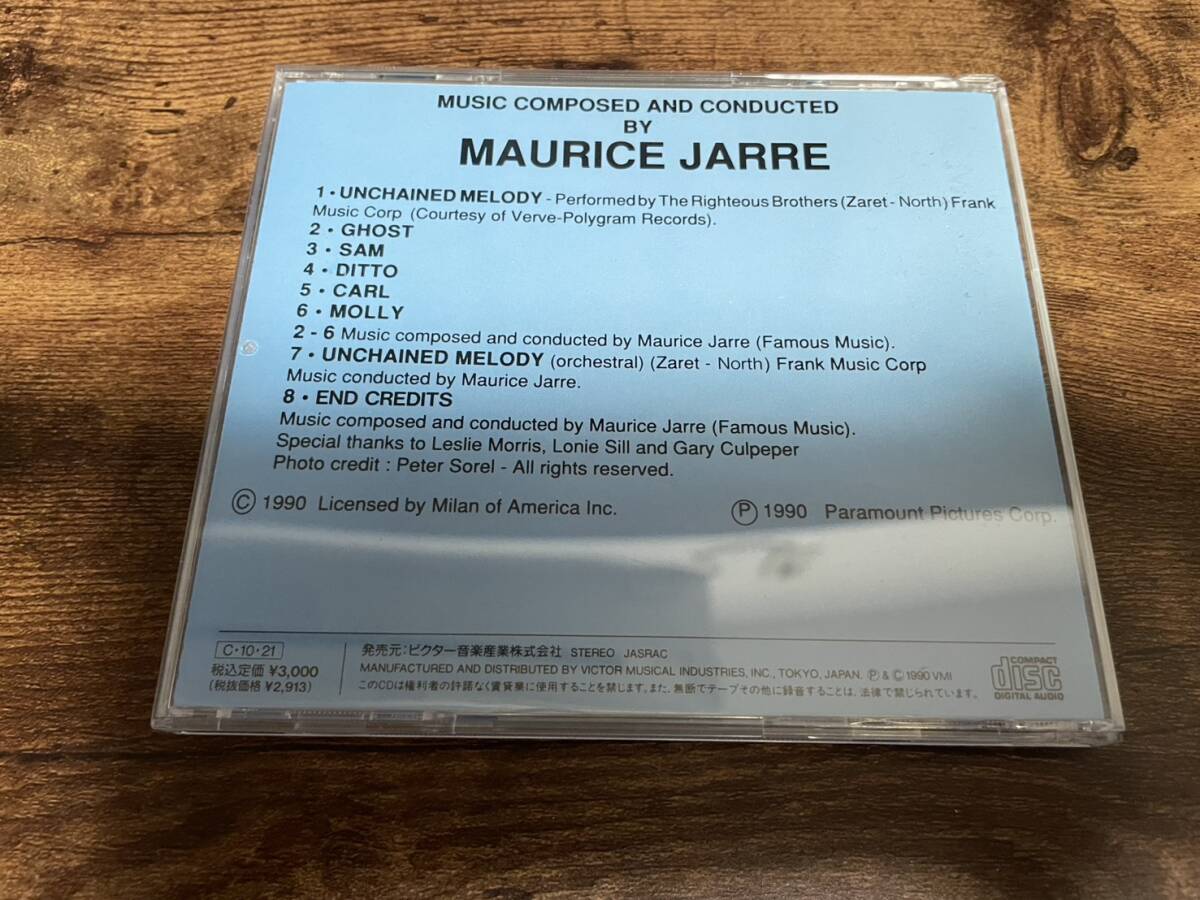 MUSIC COMPOSED AND CONDUCTED
BY
MAURICE JARRE
1・UNCHAINED MELODY - Performed by The Righteous Brothers (Zaret - North) Frank
Music Corp (Courtesy of Verve-Polygram Records).
2・GHOST
3・SAM
4・DITTO
5・CARL
6・MOLLY
2 - 6 Music composed and conducted by Maurice Jarre (Famous Music).
7・UNCHAINED MELODY (orchestral) (Zaret - North) Frank Music Corp
Music conducted by Maurice Jarre.
8・END CREDITS
Music composed and conducted by Maurice Jarre (Famous Music).
Special thanks to Leslie Morris, Lonie Sill and Gary Culpeper
Photo credit : Peter Sorel - All rights reserved.
Ⓒ 1990 Licensed by Milan of America Inc.
Ⓟ 1990 Paramount Pictures Corp.
C・10・21
税込定価 ¥3,000
(税抜価格 ¥2,913)
発売元:ビクター音楽産業株式会社 STEREO JASRAC
MANUFACTURED AND DISTRIBUTED BY VICTOR MUSICAL INDUSTRIES, INC., TOKYO, JAPAN. Ⓟ & Ⓒ 1990 VMI
このCDは権利者の許諾なく賃貸業に使用することを禁じます。また、無断でテープその他に録音することは、法律で禁じられています。
COMPACT
disc
DIGITAL AUDIO